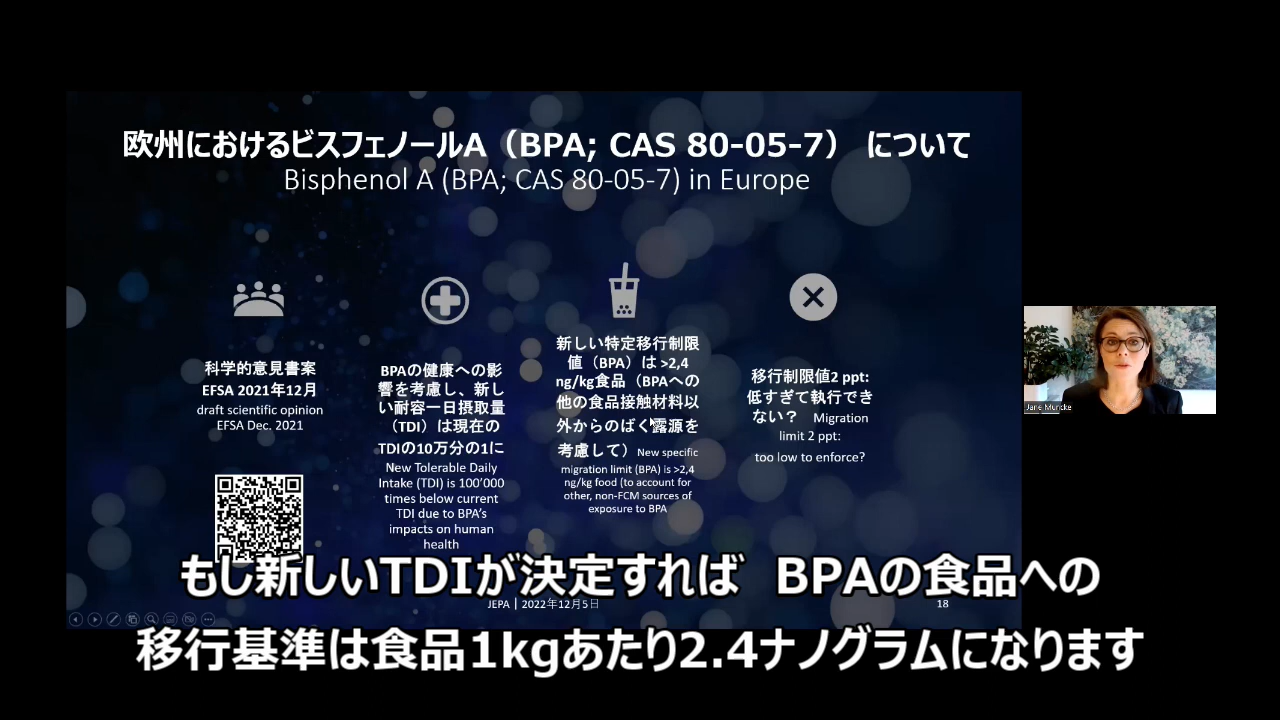 欧州におけるビスフェノールA（BPA; CAS 80-05-7） について
Bisphenol A (BPA; CAS 80-05-7) in Europe
科学的意見書案
EFSA 2021年12月
draft scientific opinion
EFSA Dec. 2021
BPAの健康への影
響を考慮し、新し
い耐容一日摂取量
（TDI）は現在の
TDIの10万分の1に
New Tolerable Daily
Intake (TDI) is 100’000
times below current
TDI due to BPA’s
impacts on human
health
新しい特定移行制限
値（BPA）は >2,4
ng/kg食品（BPAへの
他の食品接触材料以
外からのばく露源を
考慮して）New specific
migration limit (BPA) is >2,4
ng/kg food (to account for
other, non-FCM sources of
exposure to BPA
移行制限値2 ppt:
低すぎて執行でき
ない？ Migration
limit 2 ppt:
too low to enforce?
Jane Muncke
もし新しいTDIが決定すれば BPAの食品への
JEPA | 2022年12月5日
18
移行基準は食品1kgあたり2.4ナノグラムになります